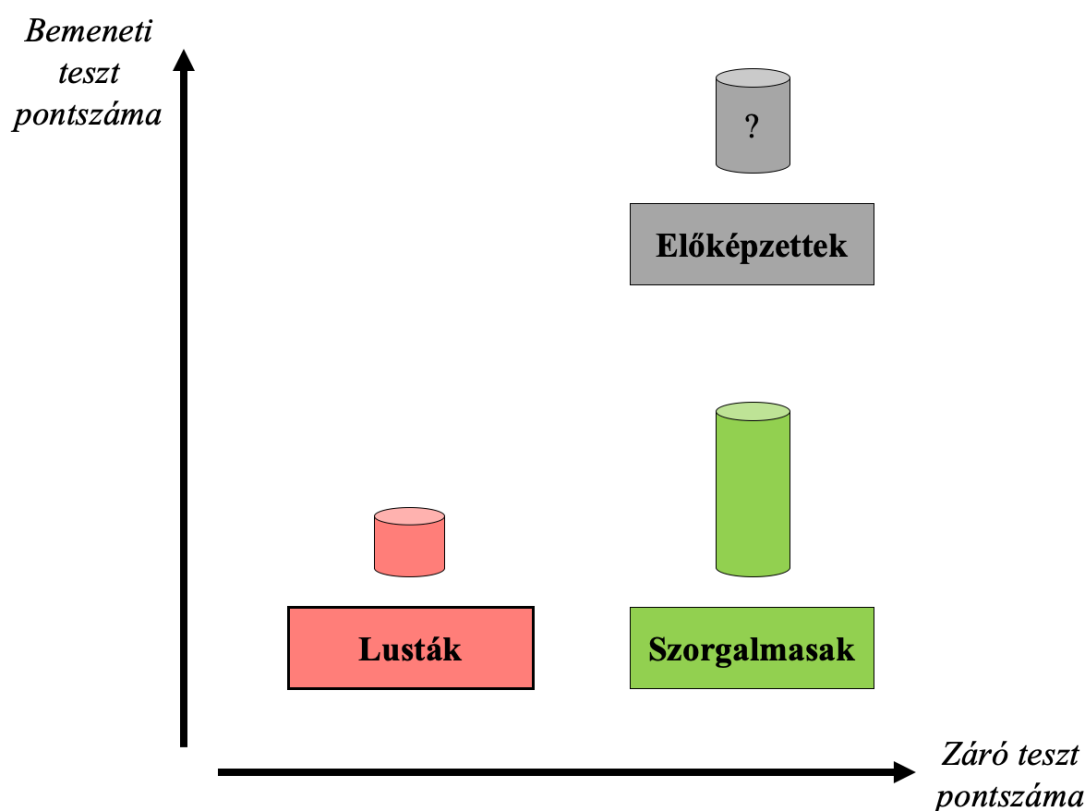 Bemeneti
teszt
pontszáma
?
Előképzettek
Lusták
Szorgalmasak
Záró teszt
pontszáma